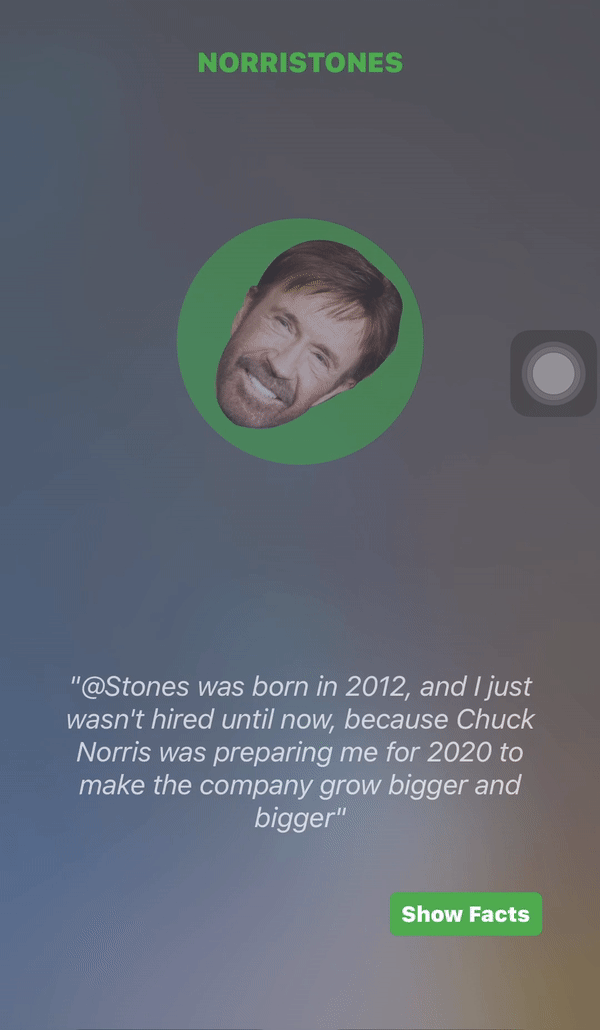 NORRISTONES
"@Stones was born in 2012, and I just
wasn't hired until now, because Chuck
Norris was preparing me for 2020 to
make the company grow bigger and
bigger"
Show Facts